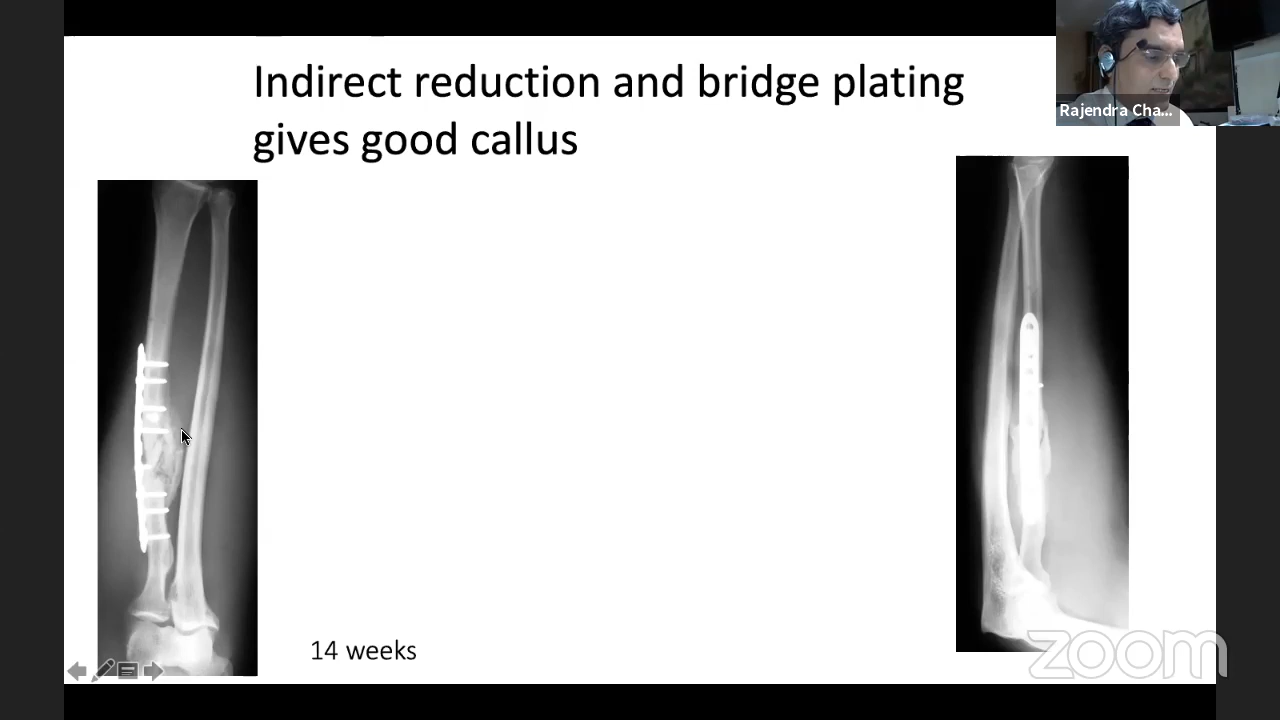 Indirect reduction and bridge plating
gives good callus
Rajendra Cha...
14 weeks
zoom